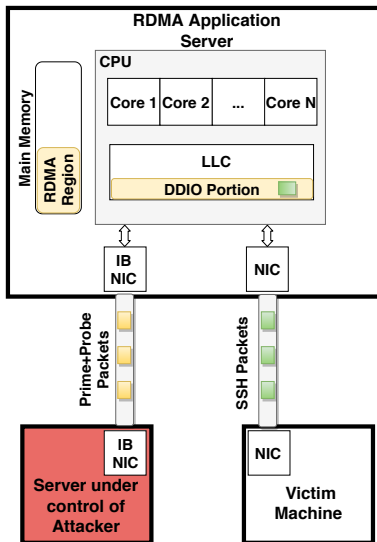 RDMA Application
Server
CPU
Core 1
Core 2
...
Core N
LLC
DDIO Portion
Main Memory
RDMA
Region
IB
NIC
NIC
Prime+Probe
Packets
SSH Packets
IB
NIC
Server under
control of
Attacker
NIC
Victim
Machine